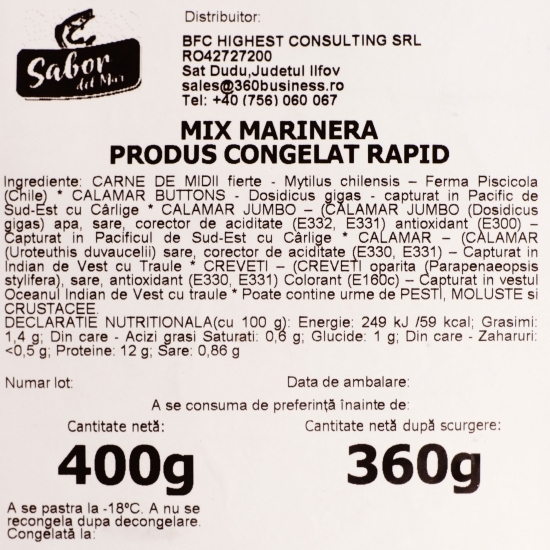 Sabor
del Mar
Distribuitor:
BFC HIGHEST CONSULTING SRL
RO42727200
Sat Dudu,Judetul Ilfov
sales@360business.ro
Tel: +40 (756) 060 067
MIX MARINERA
PRODUS CONGELAT RAPID
Ingrediente: CARNE DE MIDII fierte - Mytilus chilensis – Ferma Piscicola
(Chile) * CALAMAR BUTTONS - Dosidicus gigas - capturat in Pacific de
Sud-Est cu Cârlige * CALAMAR JUMBO – (CALAMAR JUMBO (Dosidicus
gigas) apa, sare, corector de aciditate (E332, E331) antioxidant (E300) –
Capturat in Pacificul de Sud-Est cu Cârlige * CALAMAR – (CALAMAR
(Uroteuthis duvaucelii) sare, corector de aciditate (E330, E331) – Capturat in
Indian de Vest cu Traule * CREVETI – (CREVETI oparita (Parapenaeopsis
stylifera), sare, antioxidant (E330, E331) Colorant (E160c) – Capturat in vestul
Oceanul Indian de Vest cu traule * Poate contine urme de PESTI, MOLUSTE si
CRUSTACEE.
DECLARATIE NUTRITIONALA(cu 100 g): Energie: 249 kJ /59 kcal; Grasimi:
1,4 g; Din care - Acizi grasi Saturati: 0,6 g; Glucide: 1 g; Din care - Zaharuri:
<0,5 g; Proteine: 12 g; Sare: 0,86 g
Numar lot:
Data de ambalare:
A se consuma de preferință înainte de:
Cantitate netă:
Cantitate netă după scurgere:
400g
360g
A se pastra la -18ºC. A nu se
recongela dupa decongelare.
Congelată la: